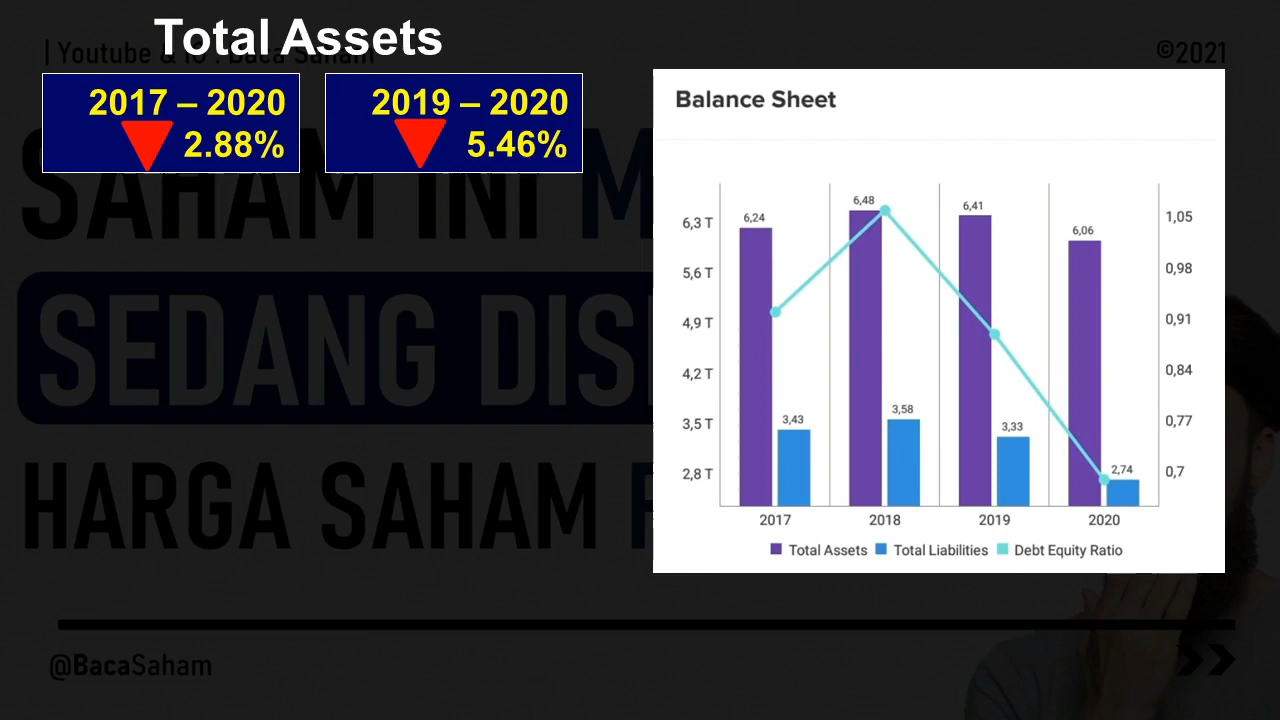 Total Assets
| Youtube & IG : Baca Saham
©2021
2017 – 2020
2.88%
2019 – 2020
5.46%
SAHAM INI M
SEDANG DIS
HARGA SAHAM
@BacaSaham
Balance Sheet
6,3 T
5,6 T
4,9 T
4,2 T
3,5 T
2,8 T
6,24
3,43
6,48
3,58
6,41
3,33
6,06
2,74
1,05
0,98
0,91
0,84
0,77
0,7
2017 2018 2019 2020
Total Assets Total Liabilities Debt Equity Ratio